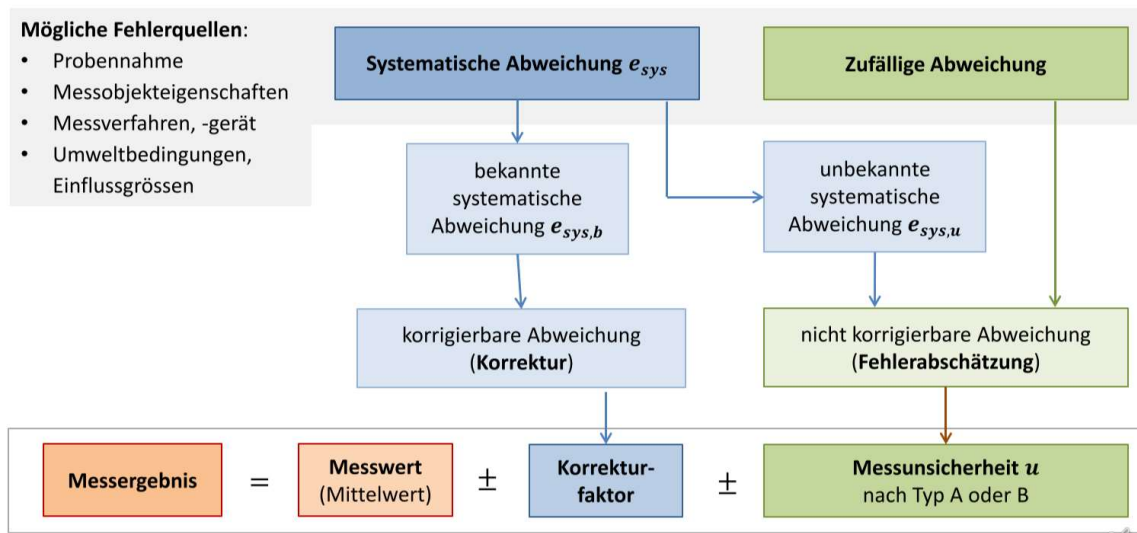 Mögliche Fehlerquellen:
• Probennahme
• Messobjekteigenschaften
• Messverfahren, -gerät
• Umweltbedingungen,
Einflussgrössen
Systematische Abweichung e_sys
Zufällige Abweichung
bekannte
systematische
Abweichung e_sys,b
unbekannte
systematische
Abweichung e_sys,u
korrigierbare Abweichung
(Korrektur)
nicht korrigierbare Abweichung
(Fehlerabschätzung)
Messergebnis
=
Messwert
(Mittelwert)
±
Korrektur-
faktor
±
Messunsicherheit u
nach Typ A oder B